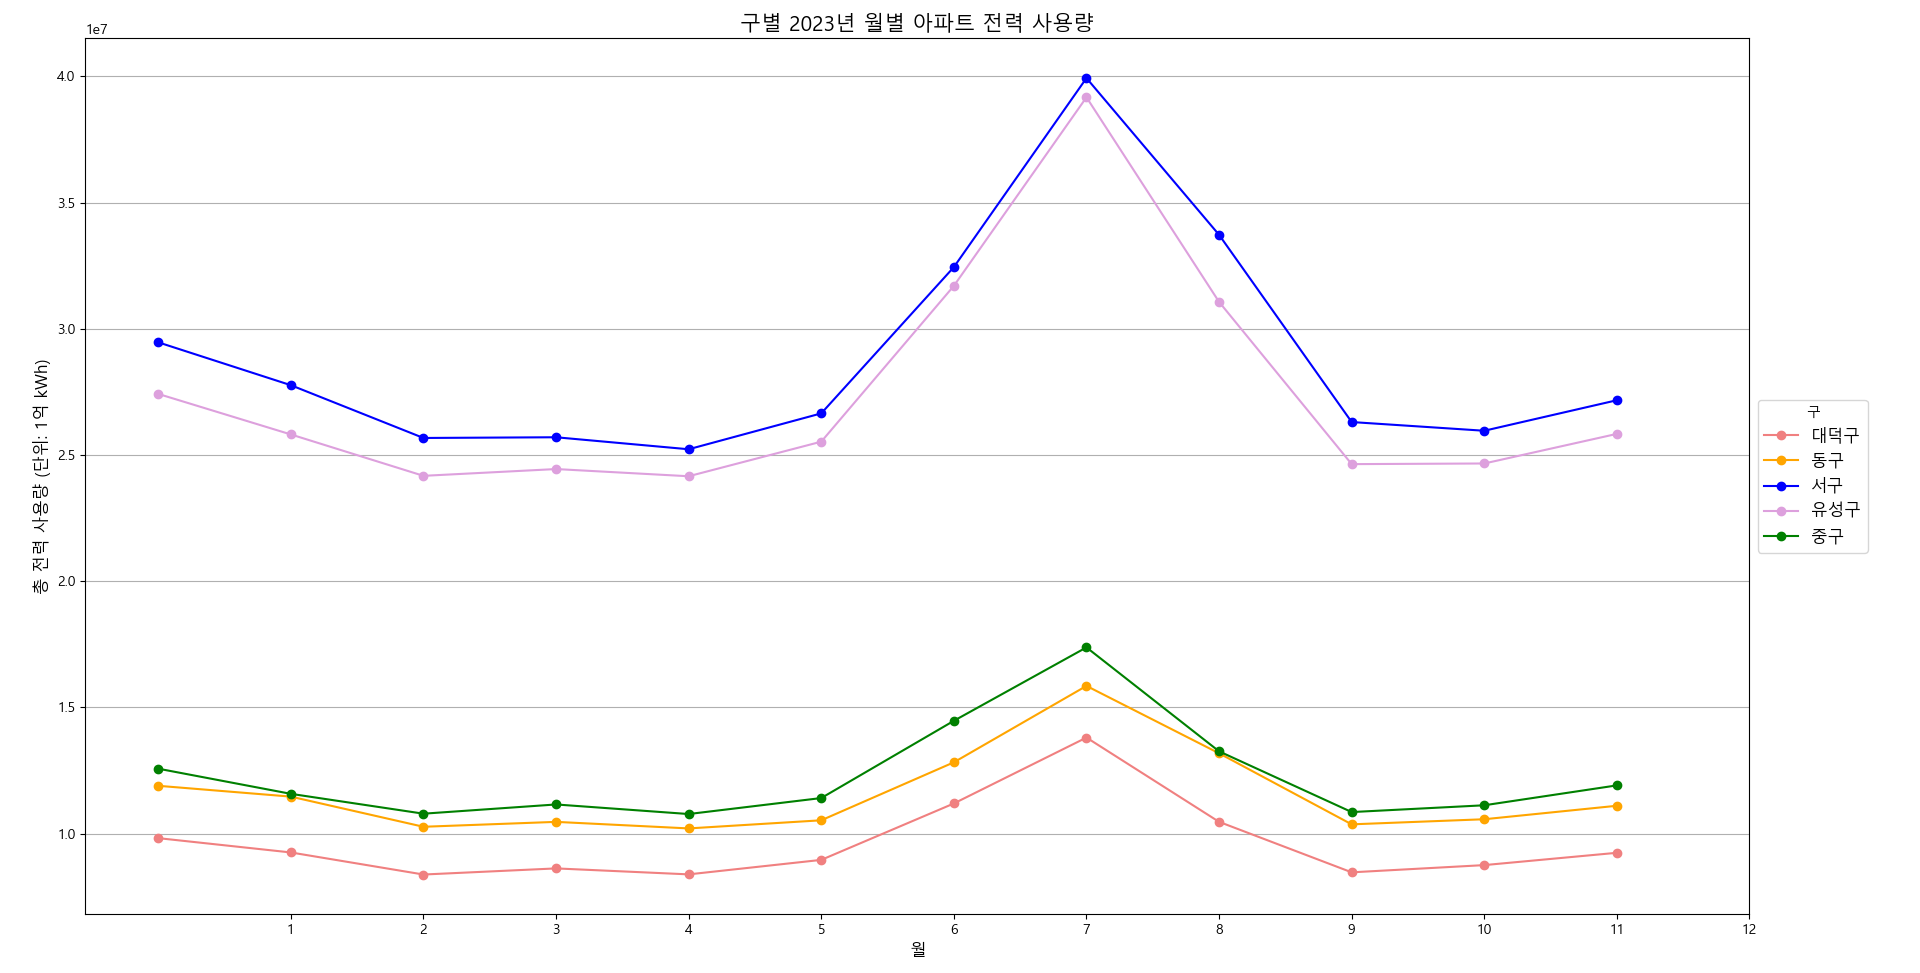 구별 2023년 월별 아파트 전력 사용량
1e7
4.0
3.5
3.0
2.5
2.0
1.5
1.0
총 전력 사용량 (단위: 1억 kWh)
1 2 3 4 5 6 7 8 9 10 11 12
월
구
대덕구
동구
서구
유성구
중구